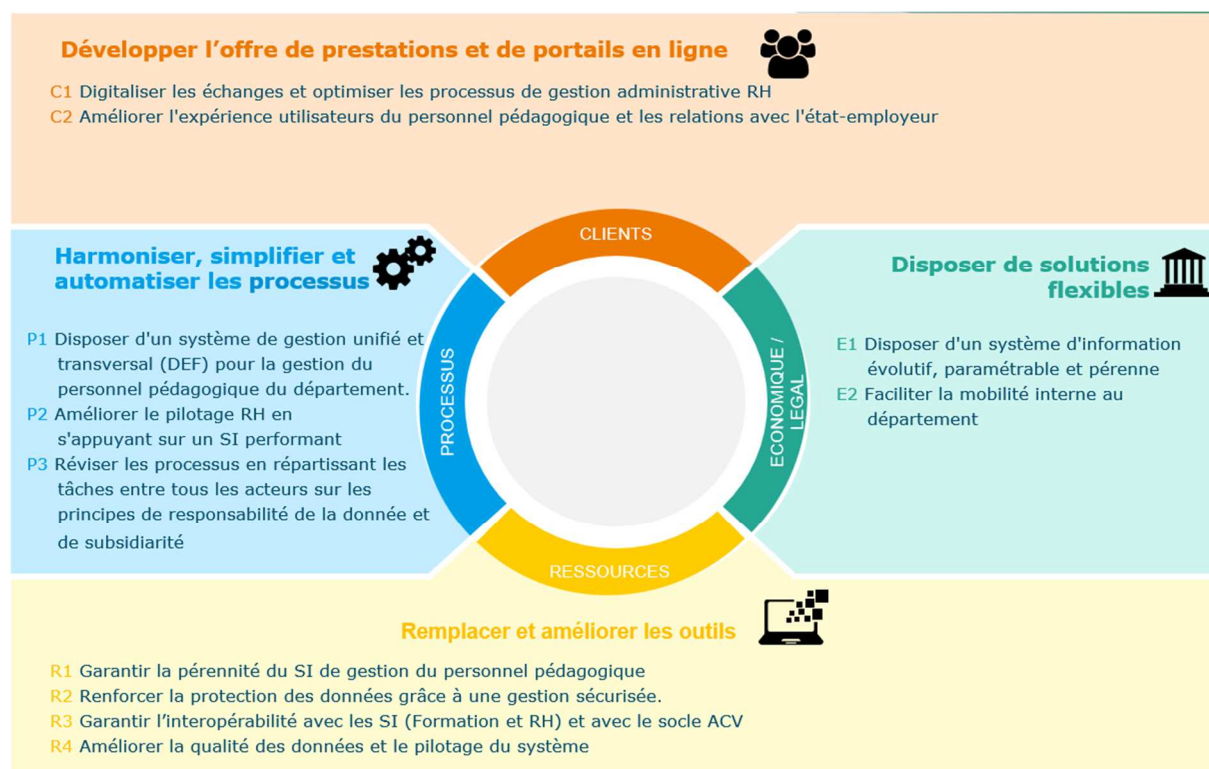 Développer l’offre de prestations et de portails en ligne
C1 Digitaliser les échanges et optimiser les processus de gestion administrative RH
C2 Améliorer l'expérience utilisateurs du personnel pédagogique et les relations avec l'état-employeur
CLIENTS
Harmoniser, simplifier et
automatiser les processus
P1 Disposer d'un système de gestion unifié et
transversal (DEF) pour la gestion du
personnel pédagogique du département.
P2 Améliorer le pilotage RH en
s'appuyant sur un SI performant
P3 Réviser les processus en répartissant les
tâches entre tous les acteurs sur les
principes de responsabilité de la donnée et
de subsidiarité
PROCESSUS
ECONOMIQUE /
LEGAL
Disposer de solutions
flexibles
E1 Disposer d'un système d'information
évolutif, paramétrable et pérenne
E2 Faciliter la mobilité interne au
département
RESSOURCES
Remplacer et améliorer les outils
R1 Garantir la pérennité du SI de gestion du personnel pédagogique
R2 Renforcer la protection des données grâce à une gestion sécurisée.
R3 Garantir l’interopérabilité avec les SI (Formation et RH) et avec le socle ACV
R4 Améliorer la qualité des données et le pilotage du système